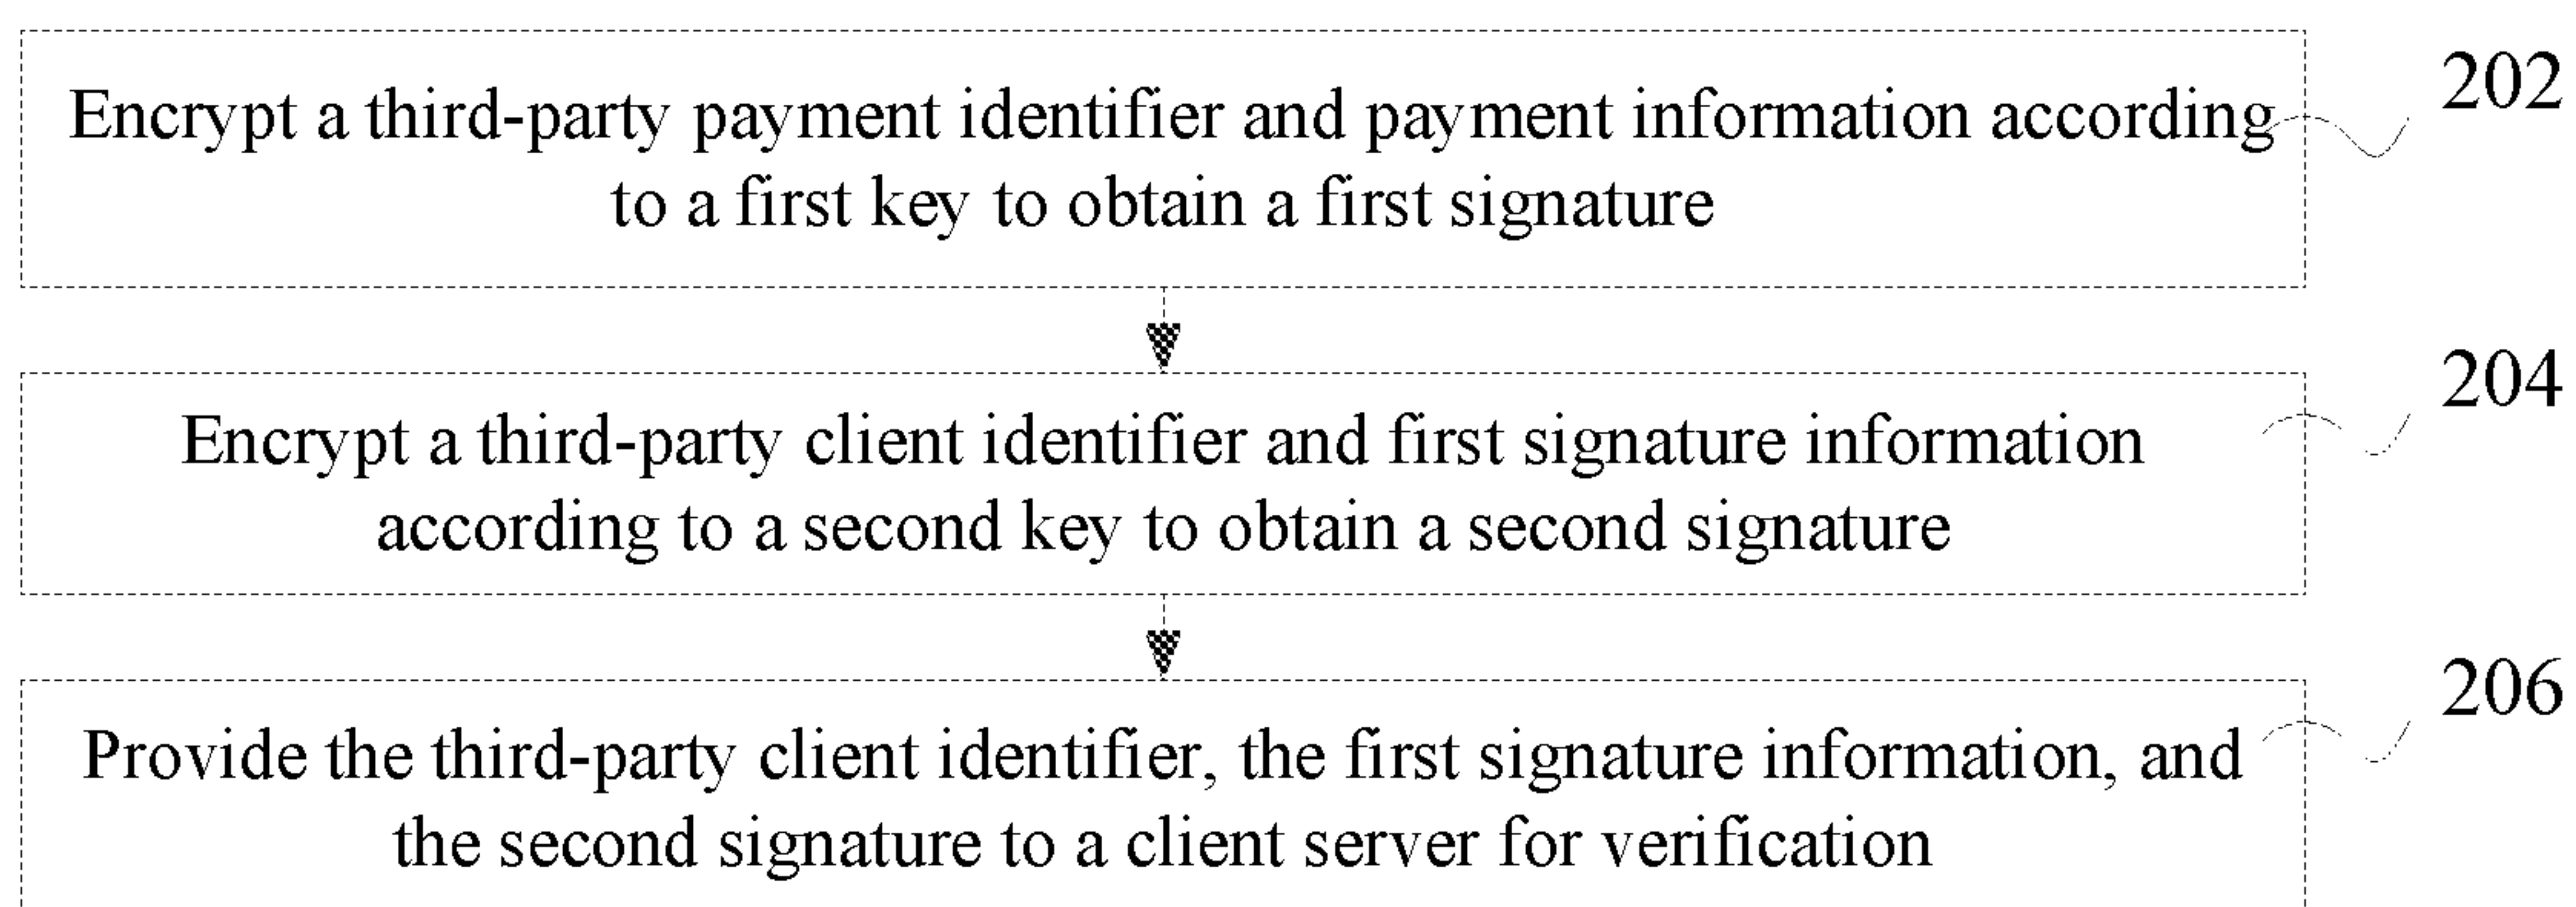 Encrypt a third-party payment identifier and payment information according
to a first key to obtain a first signature
202
Encrypt a third-party client identifier and first signature information
according to a second key to obtain a second signature
204
Provide the third-party client identifier, the first signature information, and
the second signature to a client server for verification
206